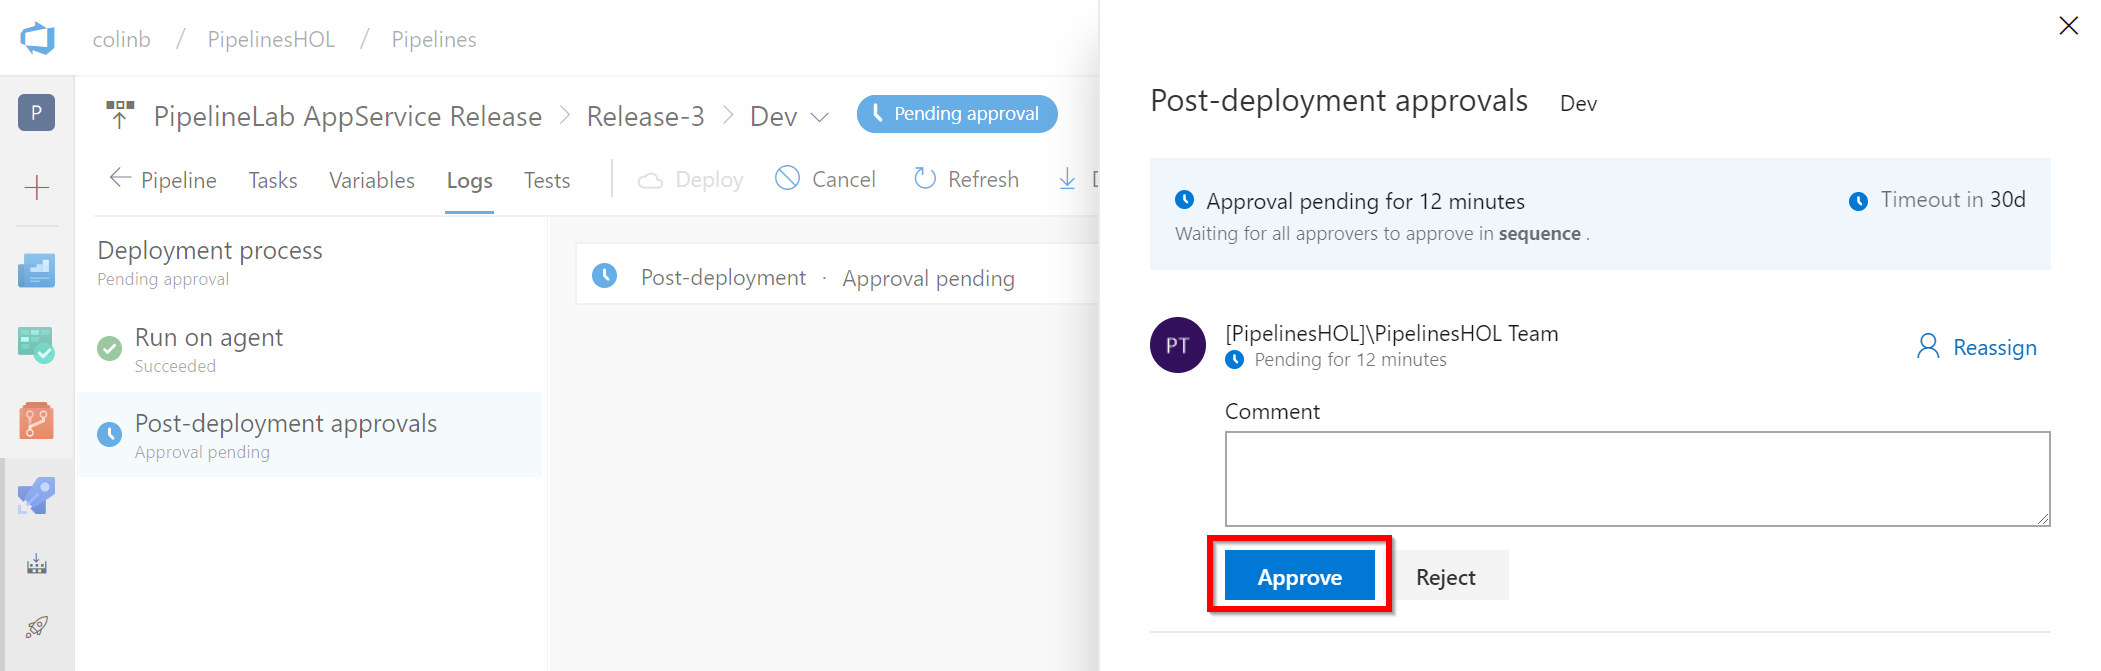 colinb / PipelinesHOL / Pipelines
P
PipelineLab AppService Release > Release-3 > Dev
Pending approval
Pipeline Tasks Variables Logs Tests Deploy Cancel Refresh
Deployment process
Pending approval
Run on agent
Succeeded
Post-deployment approvals
Approval pending
Post-deployment · Approval pending
Post-deployment approvals Dev
Approval pending for 12 minutes
Timeout in 30d
Waiting for all approvers to approve in sequence .
PT
[PipelinesHOL]\PipelinesHOL Team
Pending for 12 minutes
Reassign
Comment
Approve Reject